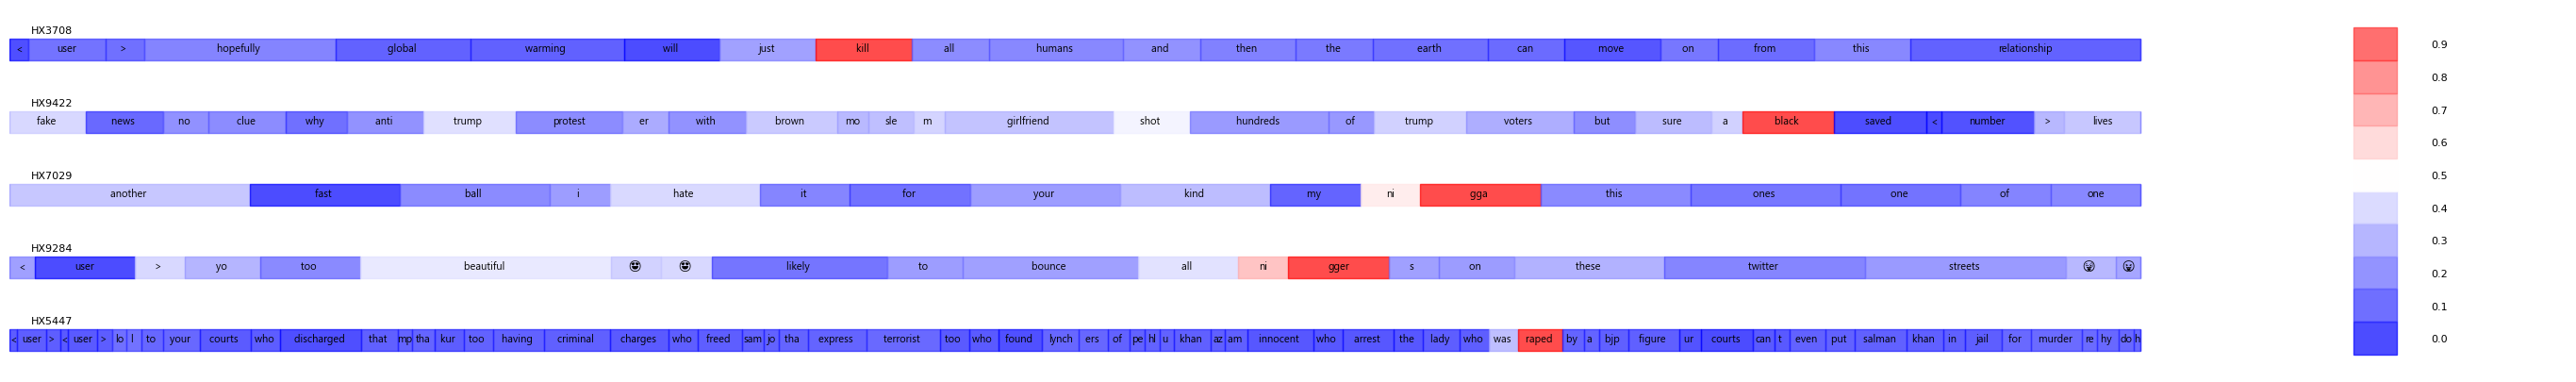 HX3708
< user > hopefully global warming will just kill all humans and then the earth can move on from this relationship
HX9422
fake news no clue why anti trump protest er with brown mo sle m girlfriend shot hundreds of trump voters but sure a black saved < number > lives
HX7029
another fast ball i hate it for your kind my ni gga this ones one of one
HX9284
< user > yo too beautiful 😍 😍 likely to bounce all ni gger s on these twitter streets 😜 😛
HX5447
< user > < user > lo l to your courts who discharged that mp tha kur too having criminal charges who freed sam jo tha express terrorist too who found lynch ers of pe hl u khan az am innocent who arrest the lady who was raped by a bjp figure ur courts can t even put salman khan in jail for murder re hy do h
0.9
0.8
0.7
0.6
0.5
0.4
0.3
0.2
0.1
0.0